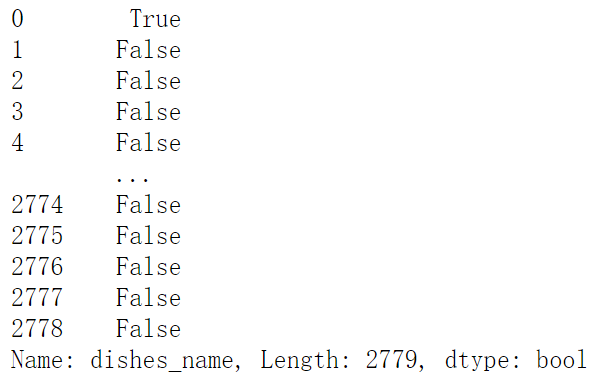 0        True
1       False
2       False
3       False
4       False
        ...
2774    False
2775    False
2776    False
2777    False
2778    False
Name: dishes_name, Length: 2779, dtype: bool